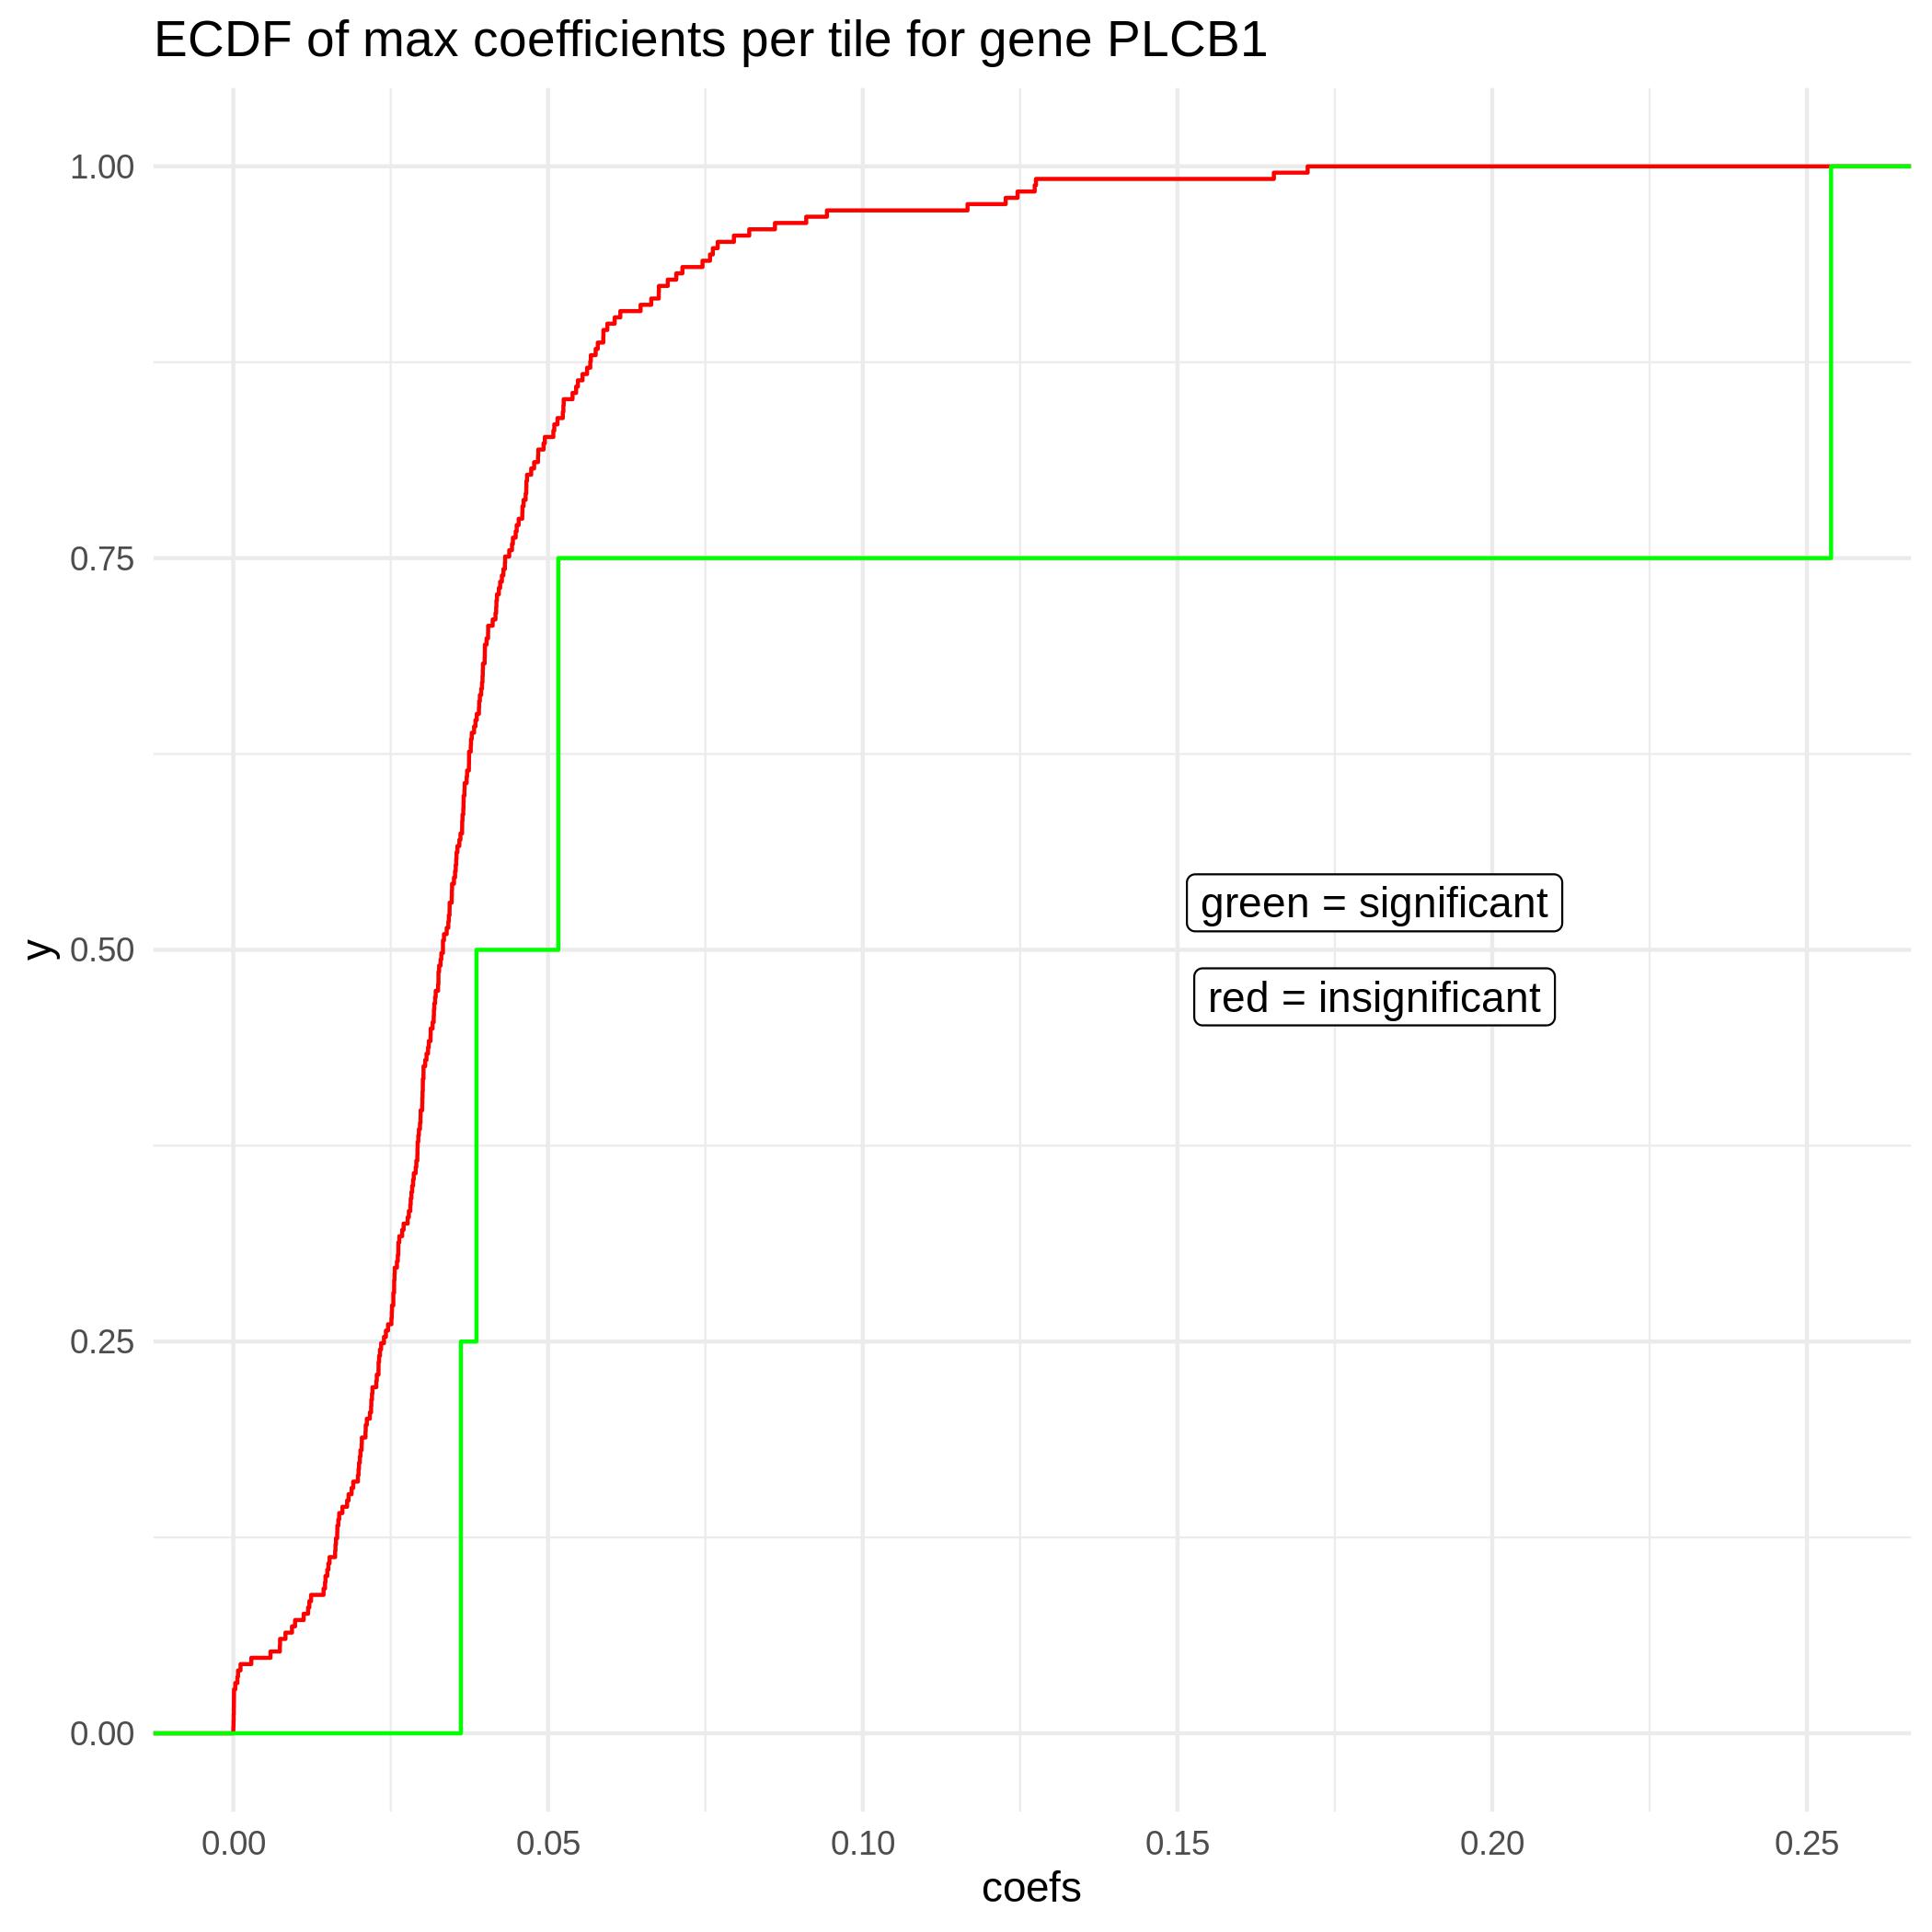 ECDF of max coefficients per tile for gene PLCB1
1.00
0.75
0.50
0.25
0.00
y
green = significant
red = insignificant
0.00 0.05 0.10 0.15 0.20 0.25
coefs